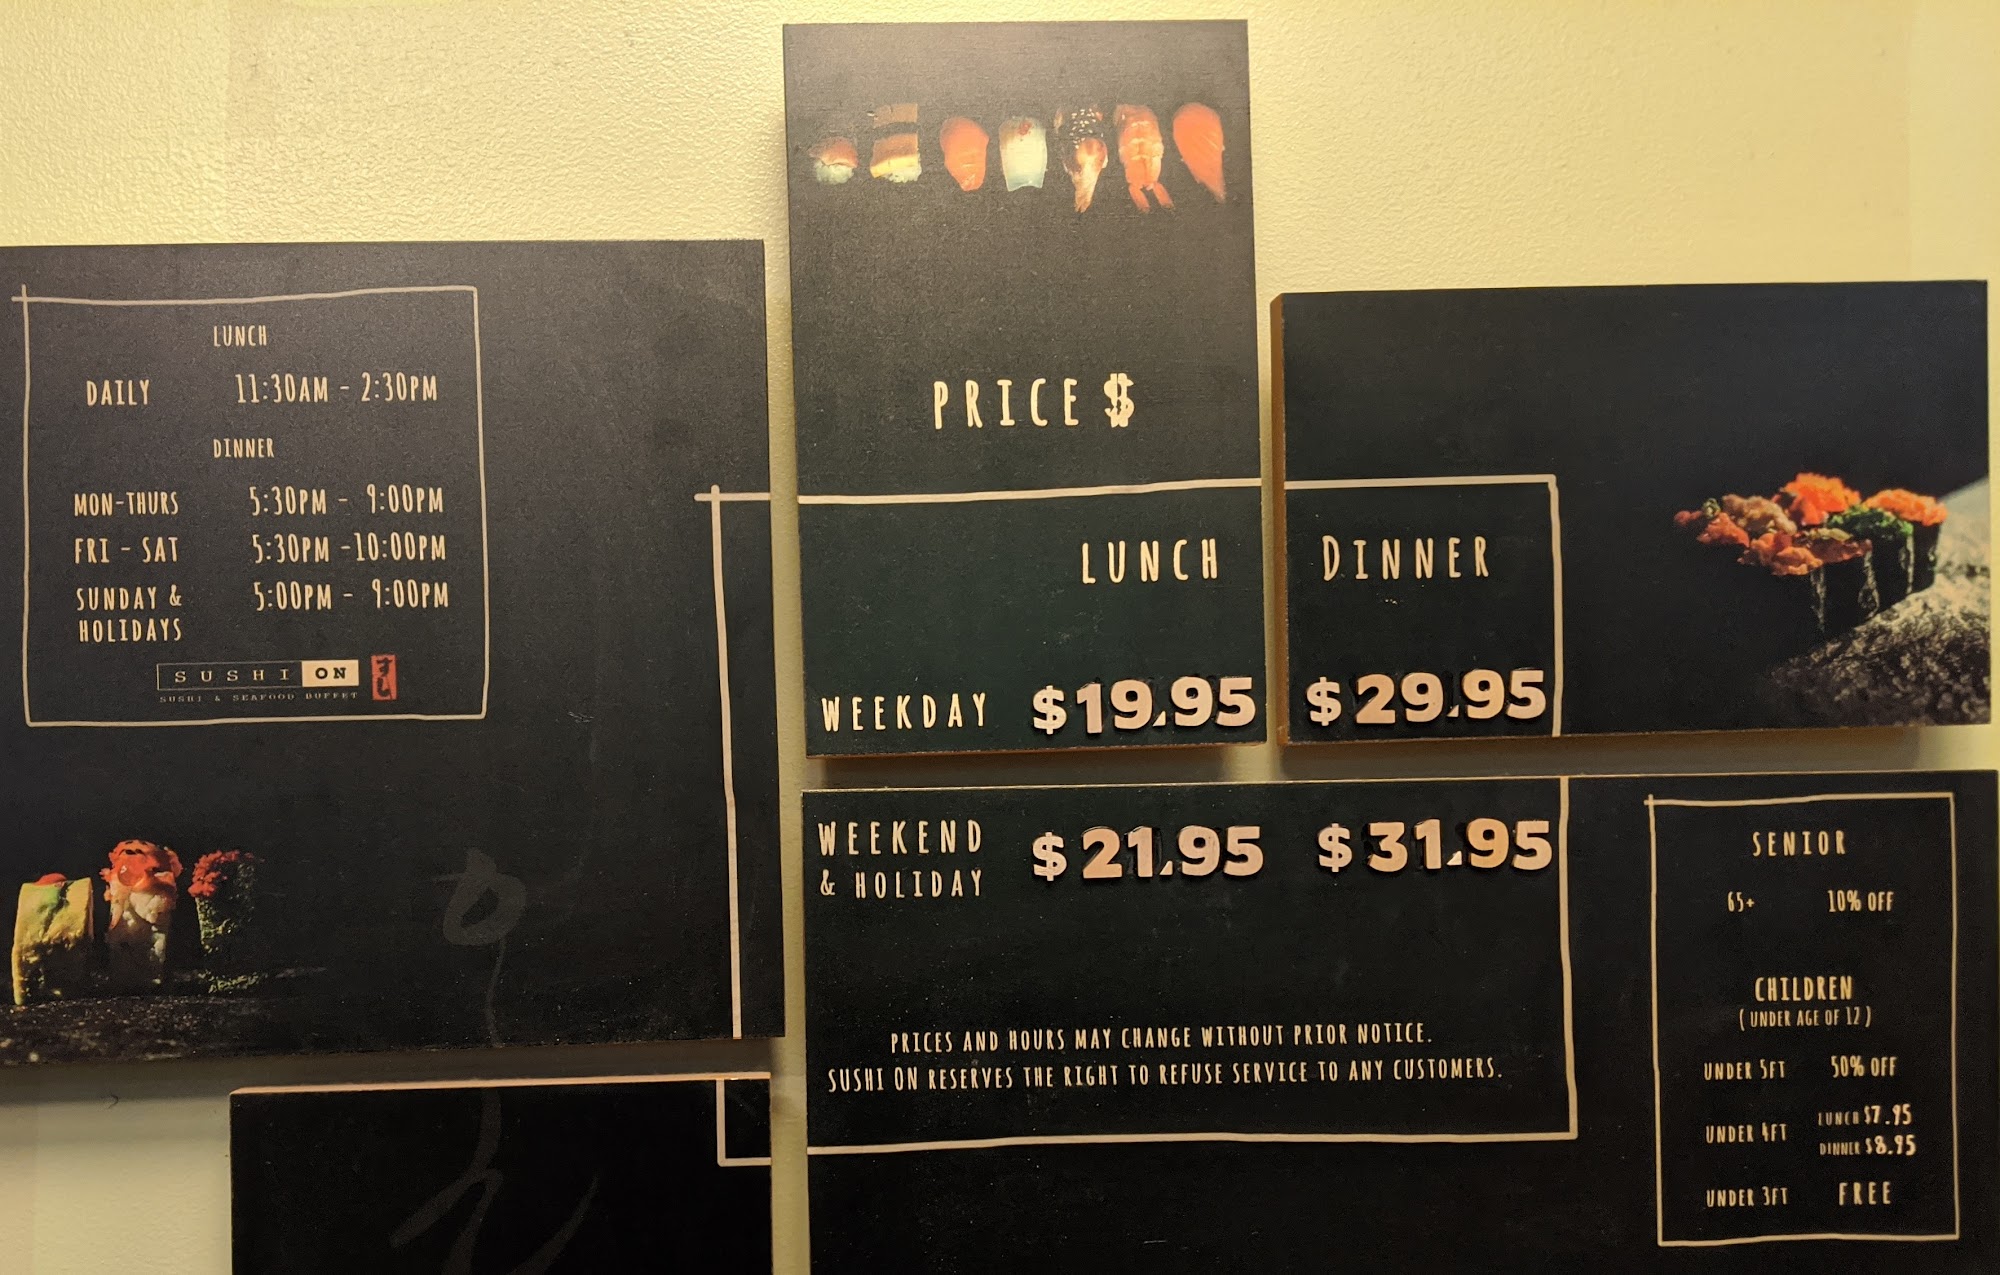 LUNCH
DAILY 11:30AM - 2:30PM
DINNER
MON-THURS 5:30PM - 9:00PM
FRI - SAT 5:30PM -10:00PM
SUNDAY & 5:00PM - 9:00PM
HOLIDAYS
SUSHI ON すし
SUSHI & SEAFOOD BUFFET
PRICE $
LUNCH DINNER
WEEKDAY $19.95 $29.95
WEEKEND $21.95 $31.95
& HOLIDAY
PRICES AND HOURS MAY CHANGE WITHOUT PRIOR NOTICE.
SUSHI ON RESERVES THE RIGHT TO REFUSE SERVICE TO ANY CUSTOMERS.
SENIOR
65+ 10% OFF
CHILDREN
( UNDER AGE OF 12 )
UNDER 5FT 50% OFF
UNDER 4FT LUNCH $7.95
DINNER $8.95
UNDER 3FT FREE